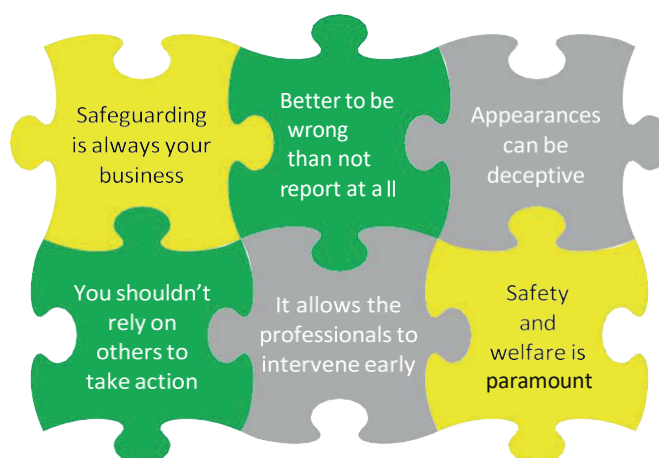 Safeguarding
is always your
business
Better to be
wrong
than not
report at all
Appearances
can be
deceptive
You shouldn't
rely on
others to
take action
It allows the
professionals to
intervene early
Safety
and
welfare is
paramount